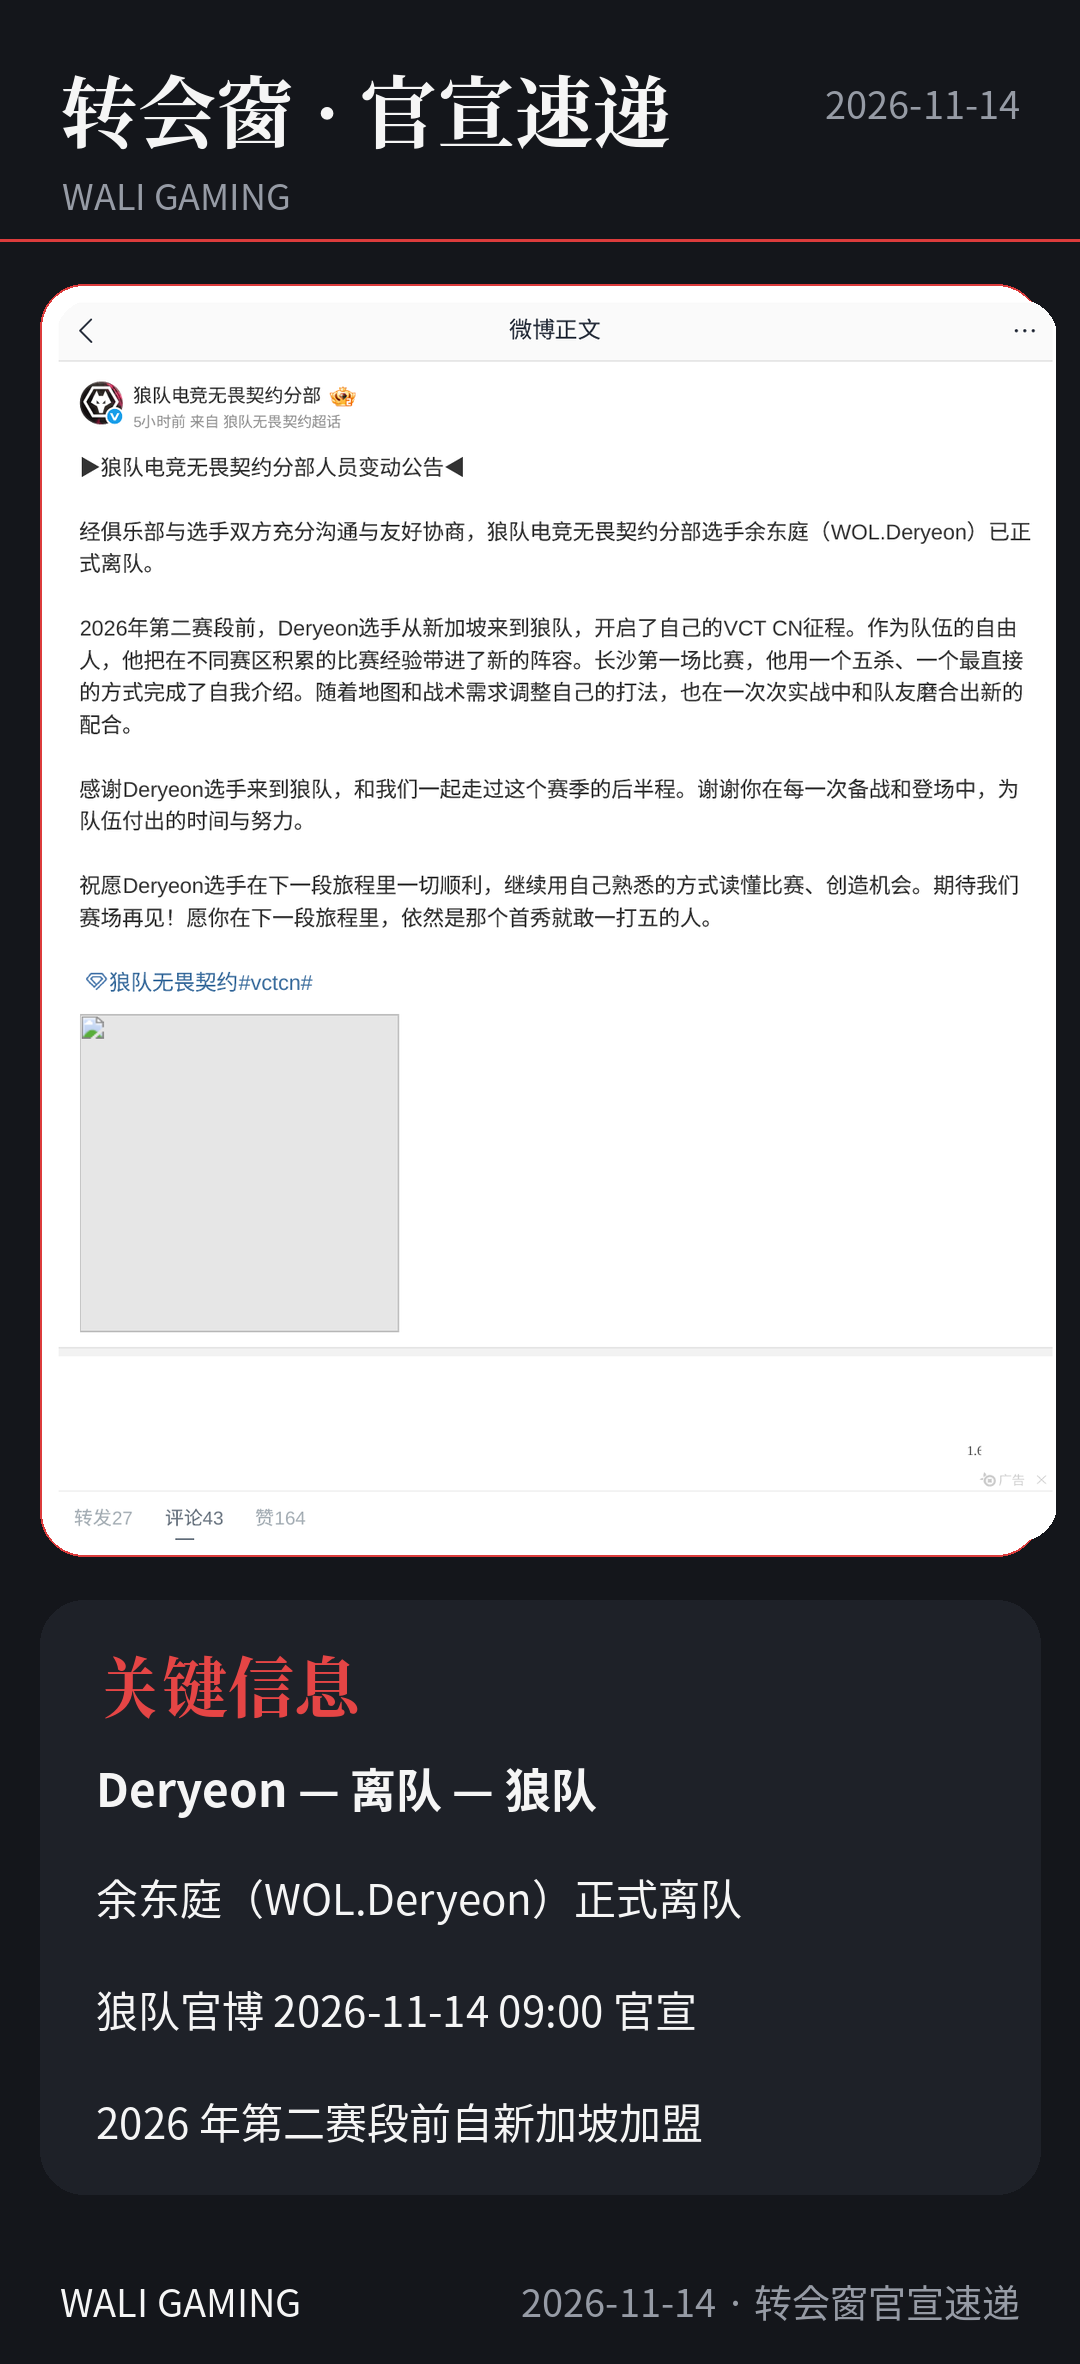 转会窗 · 官宣速递
2026-11-14
WALI GAMING
微博正文
狼队电竞无畏契约分部
5小时前 来自 狼队无畏契约超话
▶狼队电竞无畏契约分部人员变动公告◀
经俱乐部与选手双方充分沟通与友好协商，狼队电竞无畏契约分部选手余东庭（WOL.Deryeon）已正
式离队。
2026年第二赛段前，Deryeon选手从新加坡来到狼队，开启了自己的VCT CN征程。作为队伍的自由
人，他把在不同赛区积累的比赛经验带进了新的阵容。长沙第一场比赛，他用一个五杀、一个最直接
的方式完成了自我介绍。随着地图和战术需求调整自己的打法，也在一次次实战中和队友磨合出新的
配合。
感谢Deryeon选手来到狼队，和我们一起走过这个赛季的后半程。谢谢你在每一次备战和登场中，为
队伍付出的时间与努力。
祝愿Deryeon选手在下一段旅程里一切顺利，继续用自己熟悉的方式读懂比赛、创造机会。期待我们
赛场再见！愿你在下一段旅程里，依然是那个首秀就敢一打五的人。
狼队无畏契约#vctcn#
1.6
广告
转发27 评论43 赞164
关键信息
Deryeon — 离队 — 狼队
余东庭（WOL.Deryeon）正式离队
狼队官博 2026-11-14 09:00 官宣
2026 年第二赛段前自新加坡加盟
WALI GAMING
2026-11-14 · 转会窗官宣速递